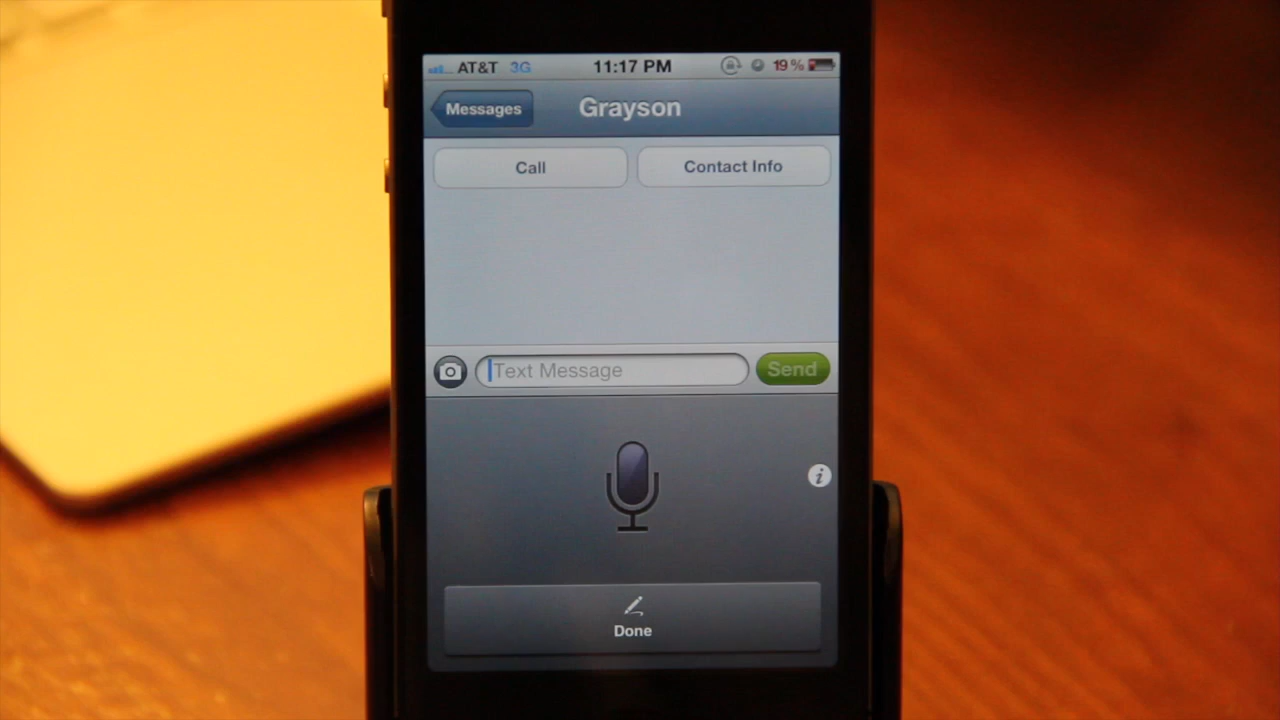 AT&T 3G 11:17 PM 19%
Messages Grayson
Call Contact Info
Text Message Send
i
Done